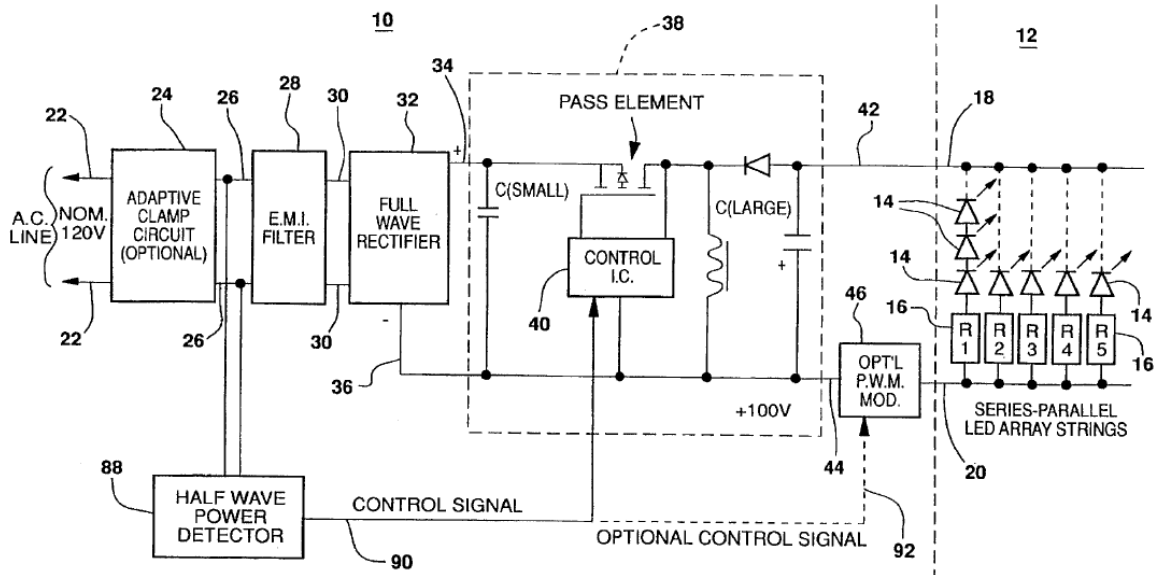 10
38
12
34
24
26
28
30
32
PASS ELEMENT
42
18
22
+
A.C.
LINE
NOM.
120V
ADAPTIVE
CLAMP
CIRCUIT
(OPTIONAL)
E.M.I.
FILTER
FULL
WAVE
RECTIFIER
C(SMALL)
C(LARGE)
14
CONTROL
I.C.
40
+
14
14
22
26
30
-
36
46
16
R
1
R
2
R
3
R
4
R
5
16
OPT'L
P.W.M.
MOD.
+100V
44
20
SERIES-PARALLEL
LED ARRAY STRINGS
88
HALF WAVE
POWER
DETECTOR
CONTROL SIGNAL
90
OPTIONAL CONTROL SIGNAL
92